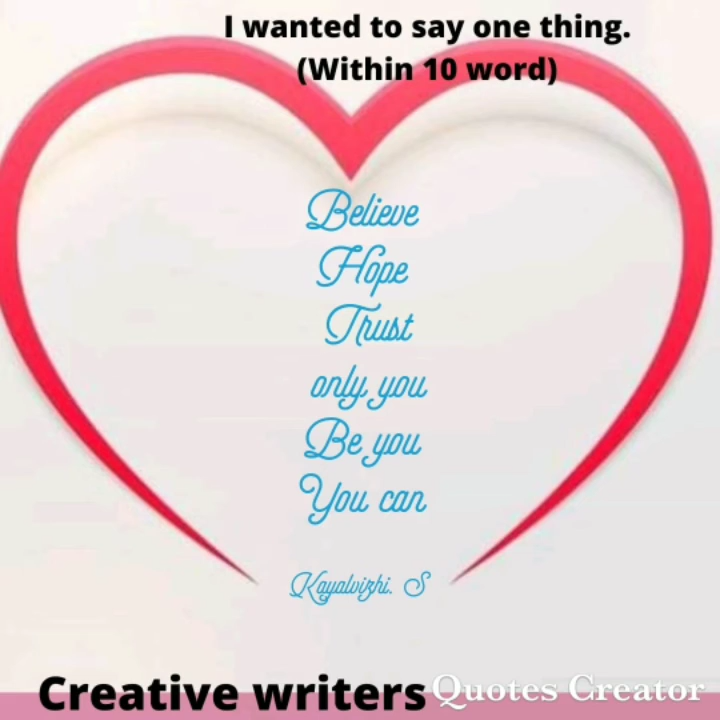 I wanted to say one thing.
(Within 10 word)
Believe
Hope
Trust
only you
Be you
You can
Kayalvizhi. S
Creative writers Quotes Creator